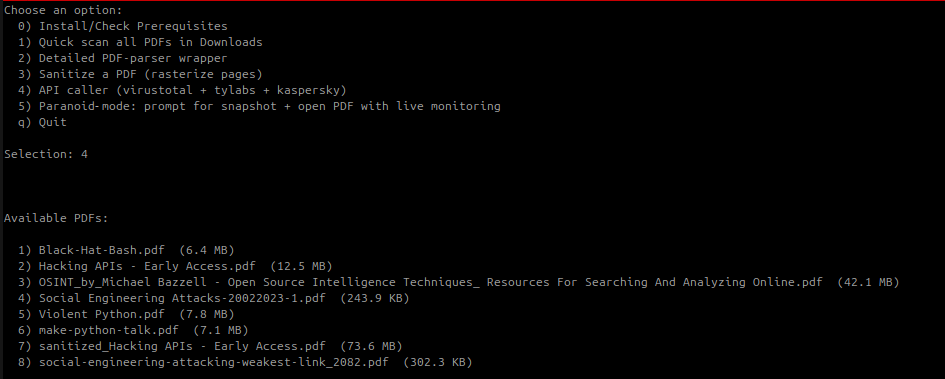 Choose an option:
0) Install/Check Prerequisites
1) Quick scan all PDFs in Downloads
2) Detailed PDF-parser wrapper
3) Sanitize a PDF (rasterize pages)
4) API caller (virustotal + tylabs + kaspersky)
5) Paranoid-mode: prompt for snapshot + open PDF with live monitoring
q) Quit
Selection: 4
Available PDFs:
1) Black-Hat-Bash.pdf  (6.4 MB)
2) Hacking APIs - Early Access.pdf  (12.5 MB)
3) OSINT_by_Michael Bazzell - Open Source Intelligence Techniques_ Resources For Searching And Analyzing Online.pdf  (42.1 MB)
4) Social Engineering Attacks-20022023-1.pdf  (243.9 KB)
5) Violent Python.pdf  (7.8 MB)
6) make-python-talk.pdf  (7.1 MB)
7) sanitized_Hacking APIs - Early Access.pdf  (73.6 MB)
8) social-engineering-attacking-weakest-link_2082.pdf  (302.3 KB)